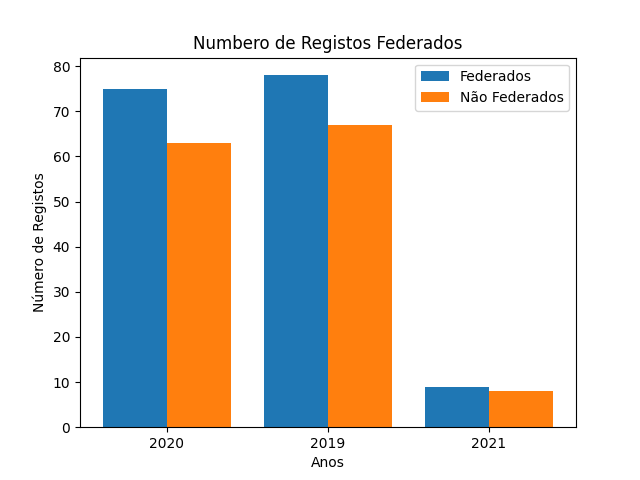 Numbero de Registos Federados
Federados
Não Federados
Número de Registos
80
70
60
50
40
30
20
10
0
2020
2019
2021
Anos